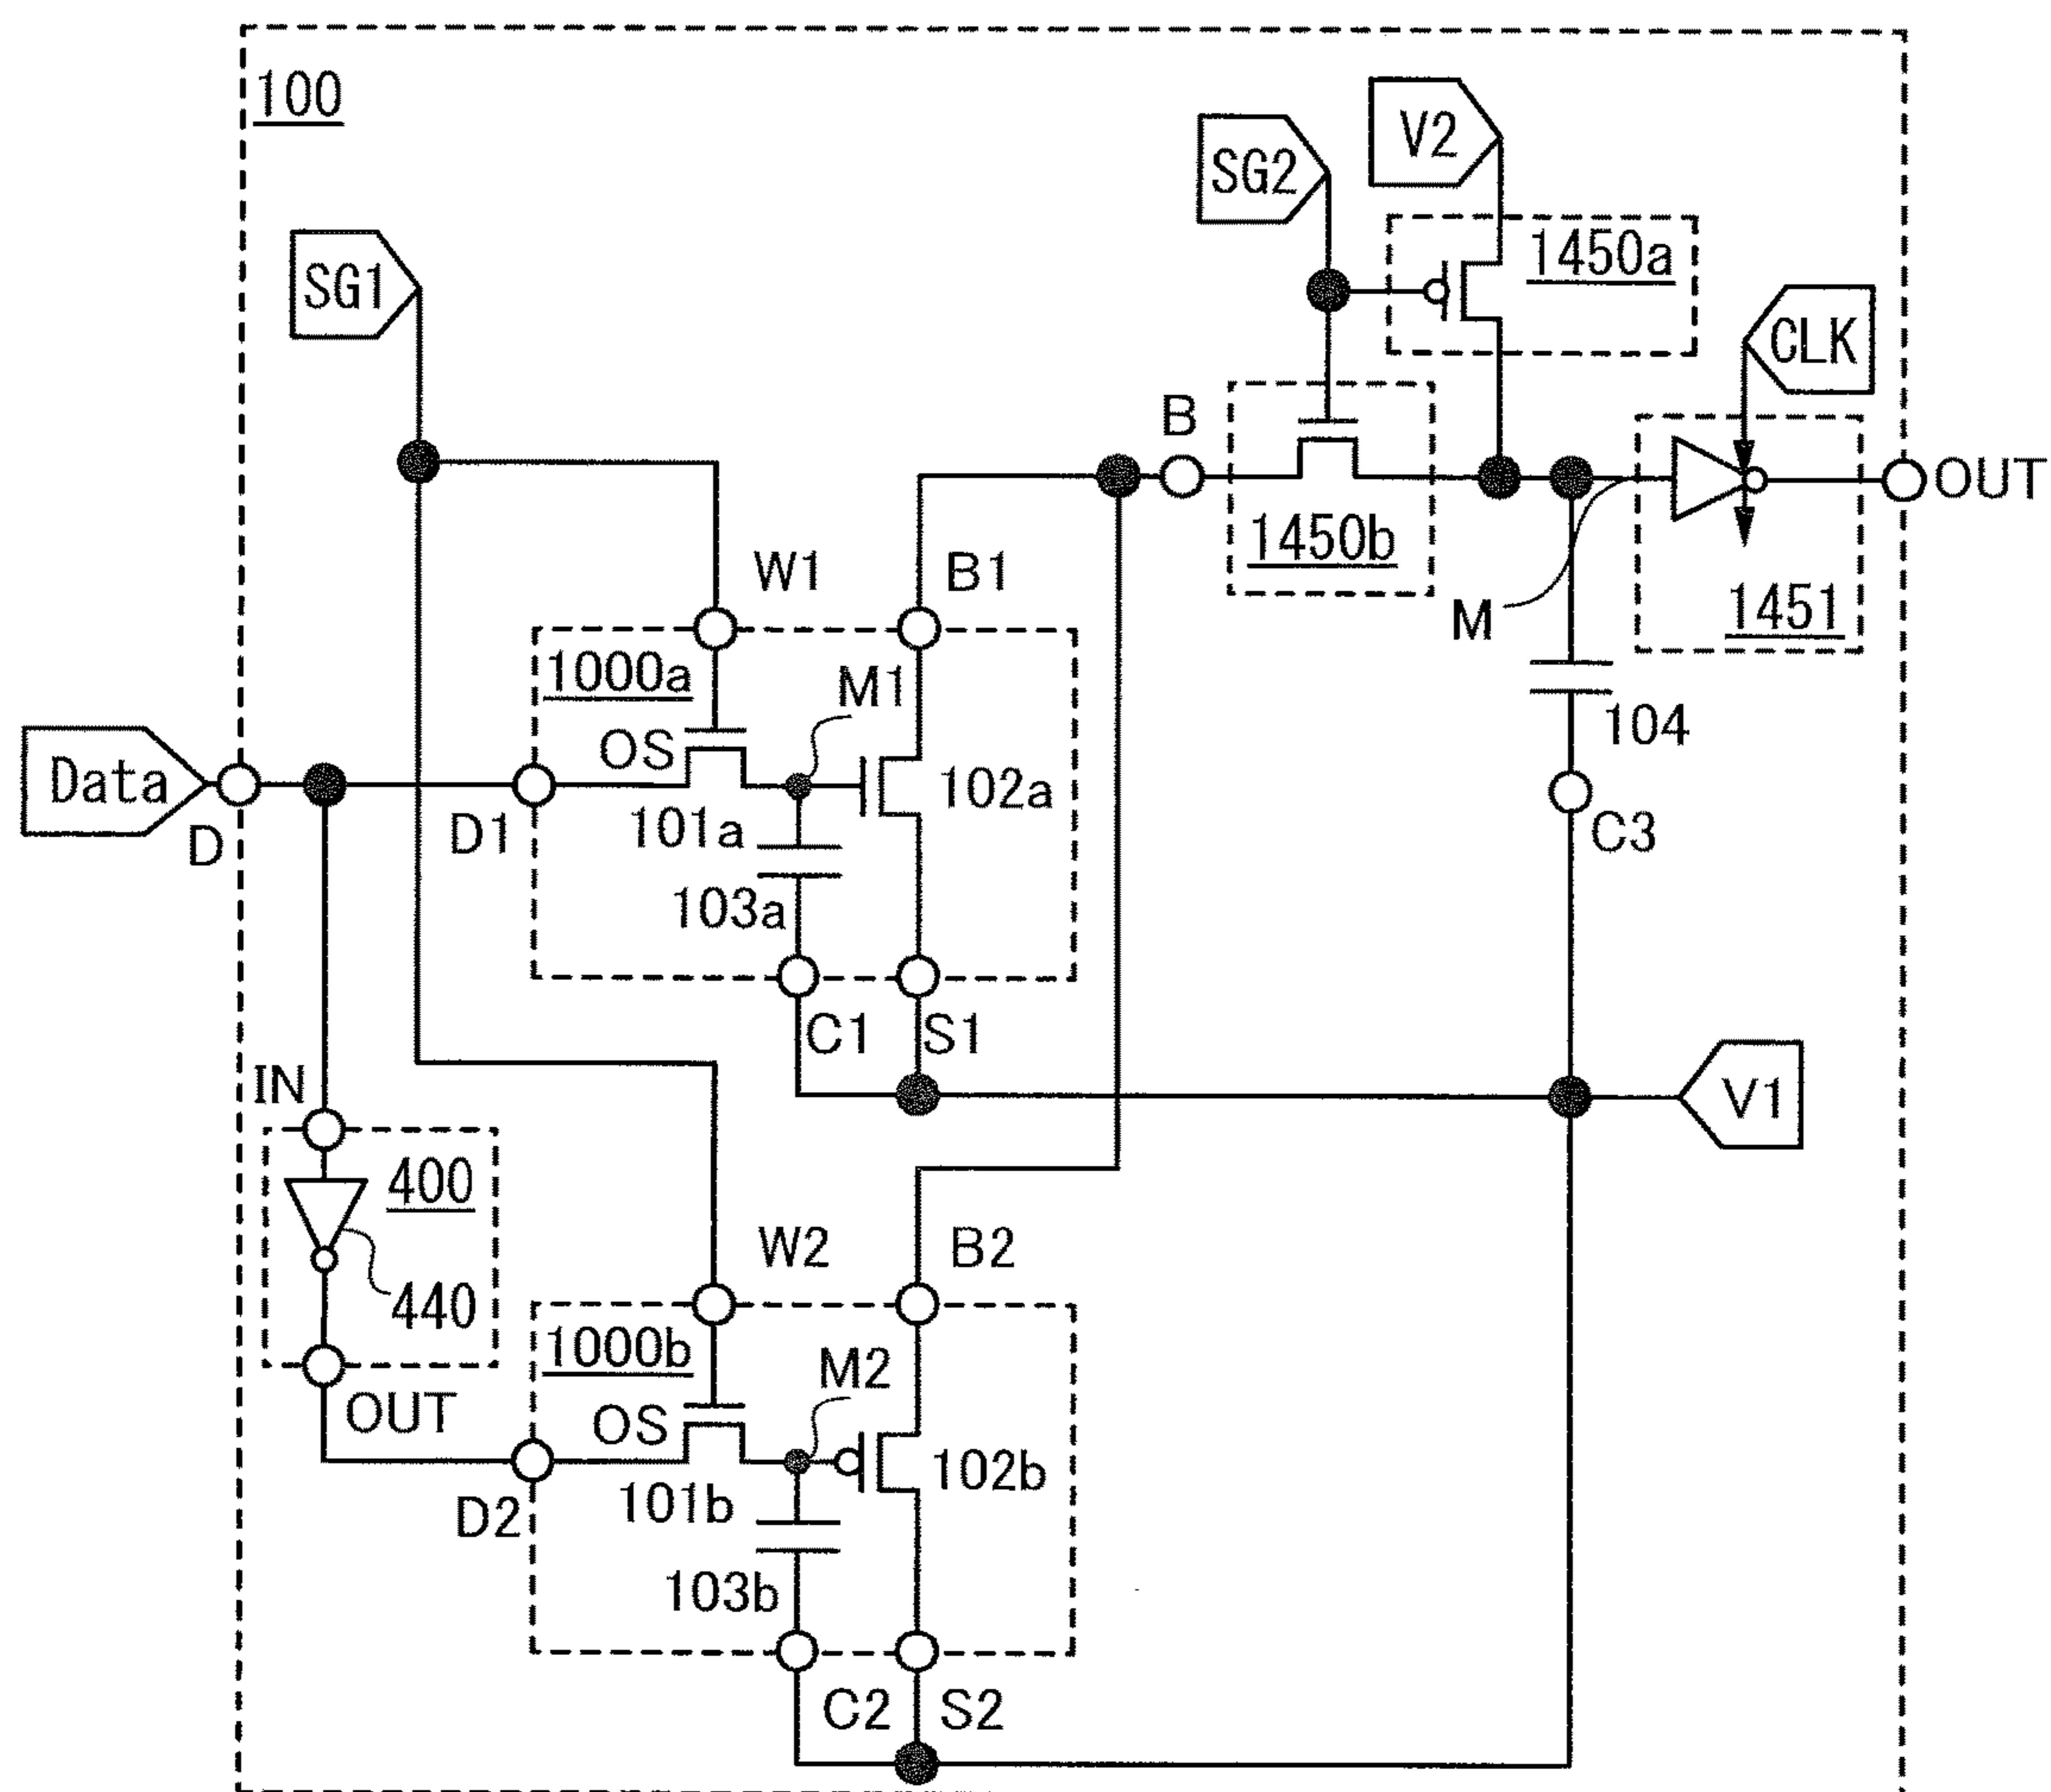 100
V2
SG2
1450a
SG1
CLK
B
OUT
1450b
W1
B1
M
1451
1000a
M1
OS
104
Data
102a
D
D1
101a
C3
103a
C1
S1
IN
V1
400
W2
B2
440
1000b
M2
OUT
OS
102b
D2
101b
103b
C2
S2